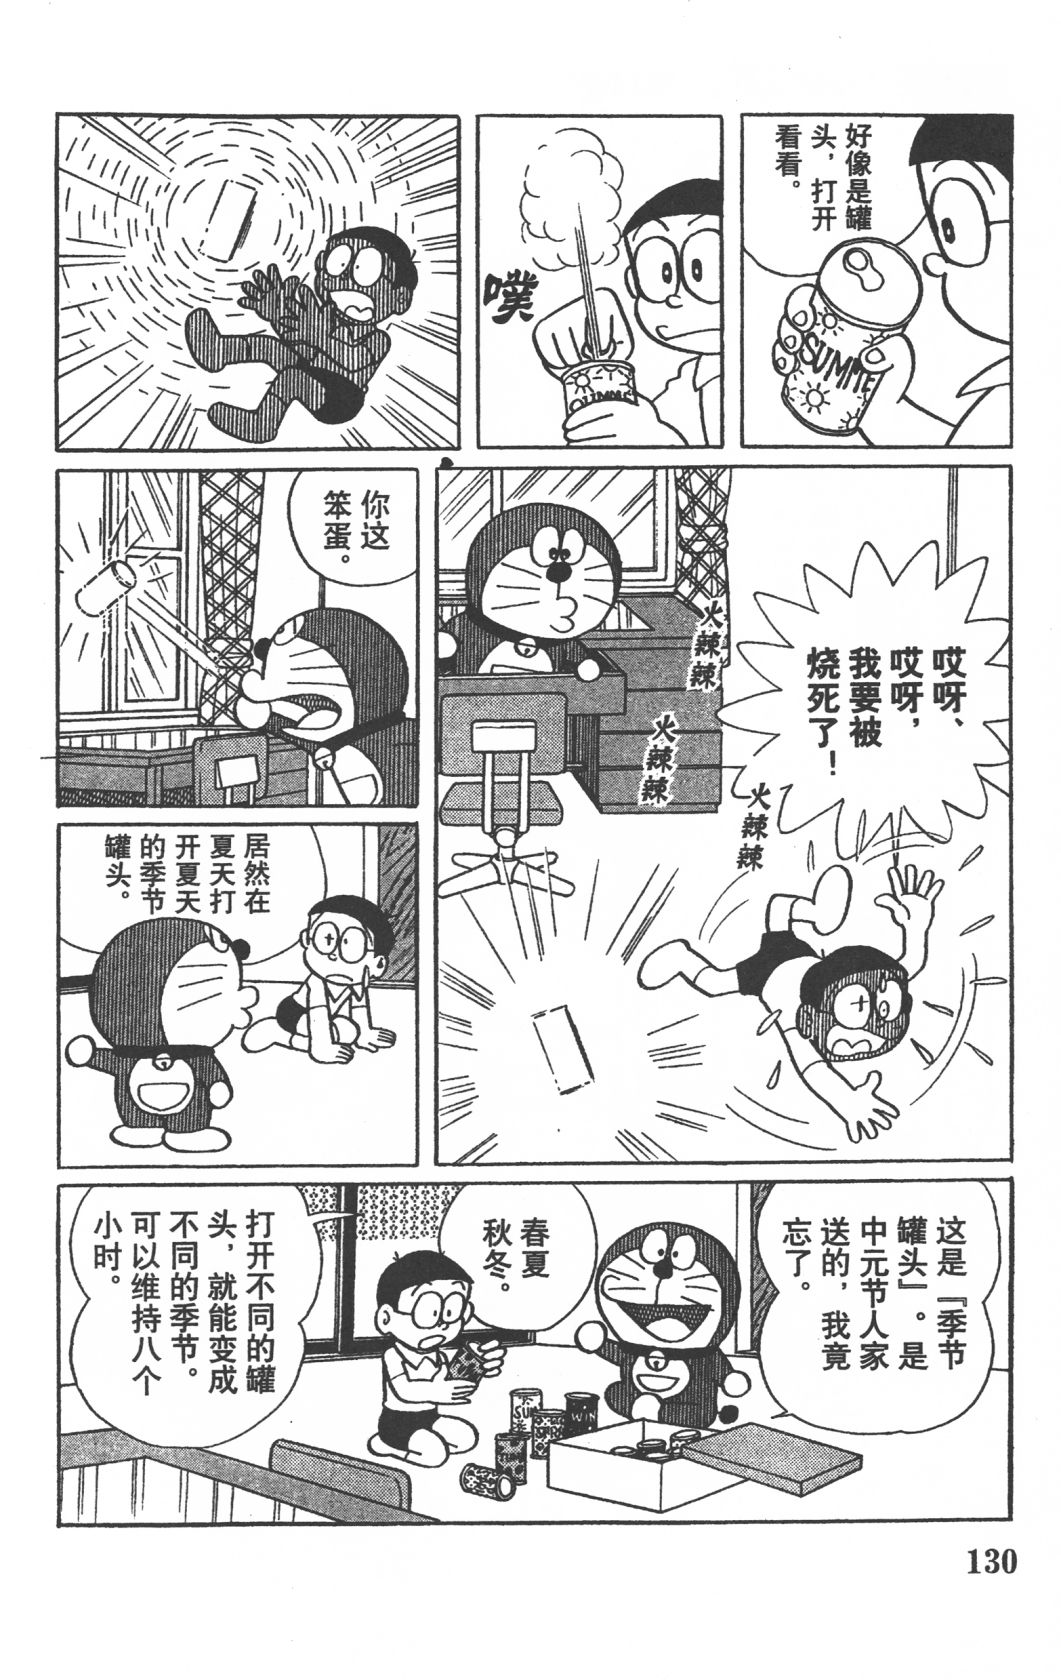 好像是罐
头，打开
看看。
SUMME
噗
SUMME
哎呀、
哎呀，
我要被
烧死了！
火辣辣
火辣辣
火辣辣
你这
笨蛋。
居然在
夏天打
开夏天
的季节
罐头。
这是『季节
罐头』。是
中元节人家
送的，我竟
忘了。
春夏
秋冬。
SU
WIN
打开不同的罐
头，就能变成
不同的季节。
可以维持八个
小时。
130